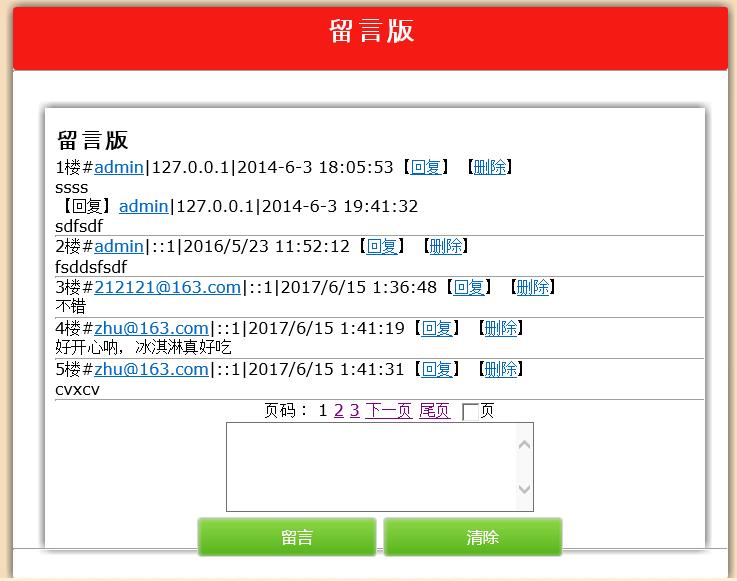 留言版
留言版
1楼#admin|127.0.0.1|2014-6-3 18:05:53【回复】【删除】
ssss
【回复】admin|127.0.0.1|2014-6-3 19:41:32
sdfsdf
2楼#admin|::1|2016/5/23 11:52:12【回复】【删除】
fsddsfsdf
3楼#212121@163.com|::1|2017/6/15 1:36:48【回复】【删除】
不错
4楼#zhu@163.com|::1|2017/6/15 1:41:19【回复】【删除】
好开心呐，冰淇淋真好吃
5楼#zhu@163.com|::1|2017/6/15 1:41:31【回复】【删除】
cvxcv
页码： 1 2 3 下一页 尾页 页
留言 清除